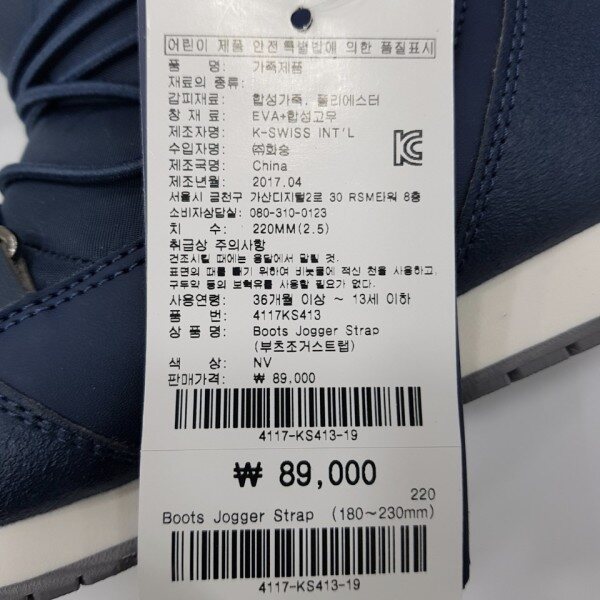 어린이 제품 안전 특별법에 의한 품질표시
품 명: 가죽제품
재료의 종류:
갑피재료: 합성가죽, 폴리에스터
창 재 료: EVA+합성고무
제조자명: K-SWISS INT'L
수입자명: ㈜화승
제조국명: China
제조년월: 2017.04
서울시 금천구 가산디지털2로 30 RSM타워 8층
소비자상담실: 080-310-0123
치 수: 220MM(2.5)
취급상 주의사항
건조시킬 때에는 응달에서 말릴 것.
표면의 때를 빼기 위하여 비눗물에 적신 천을 사용하고,
구두약 등의 보혁유를 사용할 필요가 없다.
사용연령: 36개월 이상 ~ 13세 이하
품 번: 4117KS413
상 품 명: Boots Jogger Strap
(부츠조거스트랩)
색 상: NV
판매가격: ₩ 89,000
4117-KS413-19
₩ 89,000
220
Boots Jogger Strap (180~230mm)
4117-KS413-19